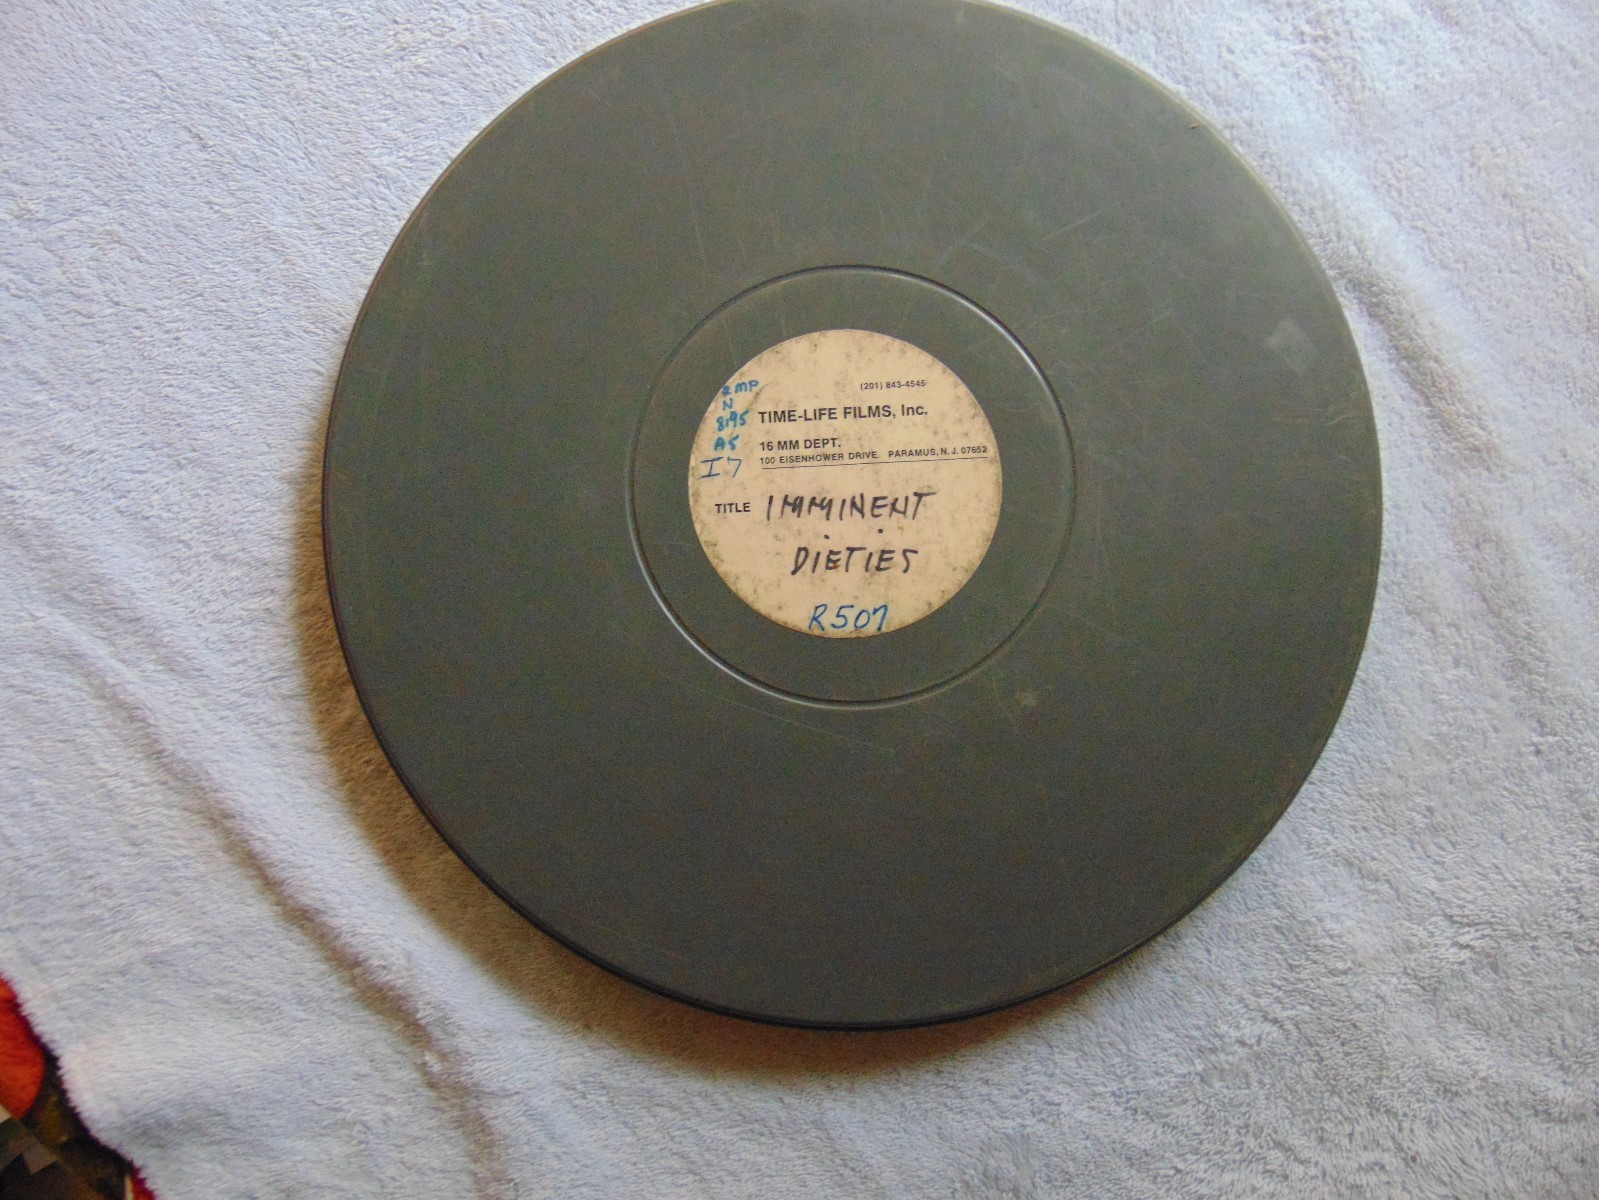 RMP
N
8195
A5
I7
(201) 843-4545
TIME-LIFE FILMS, Inc.
16 MM DEPT.
100 EISENHOWER DRIVE. PARAMUS, N.J. 07652
TITLE IMMINENT
DIETIES
R507